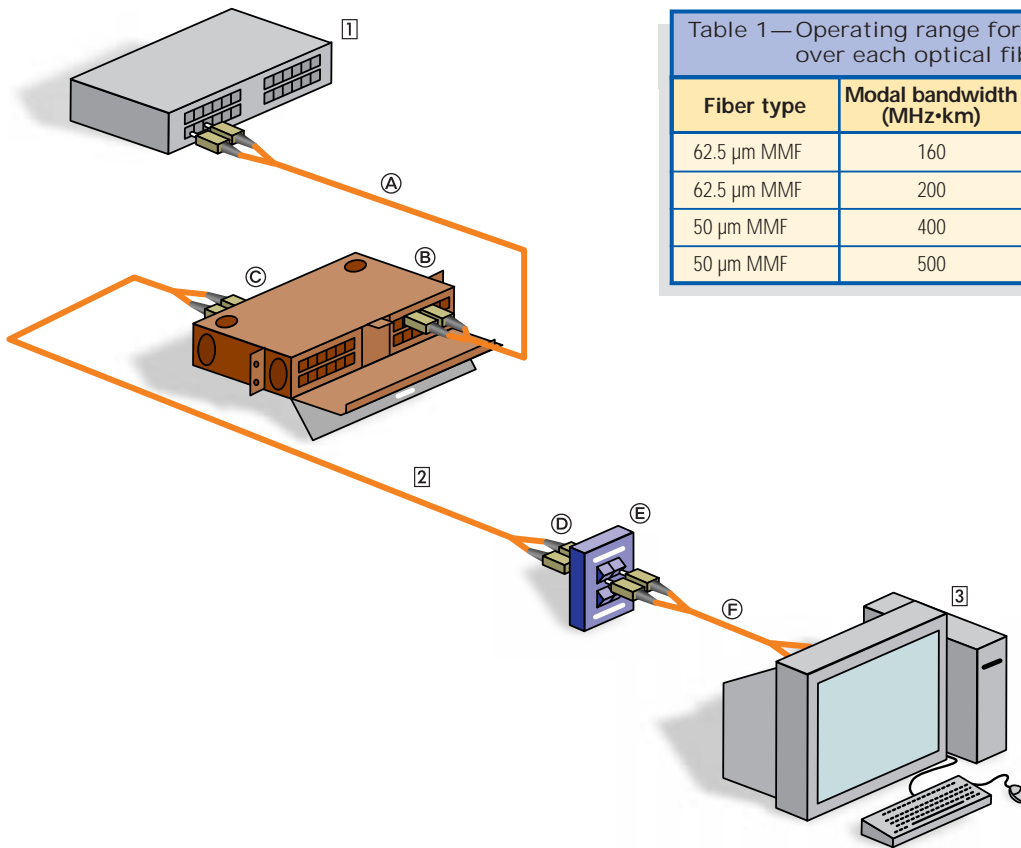 1
Table 1—Operating range for
over each optical fi
Fiber type Modal bandwidth (MHz•km)
62.5 µm MMF 160
62.5 µm MMF 200
50 µm MMF 400
50 µm MMF 500
A
B
C
2
D
E
F
3